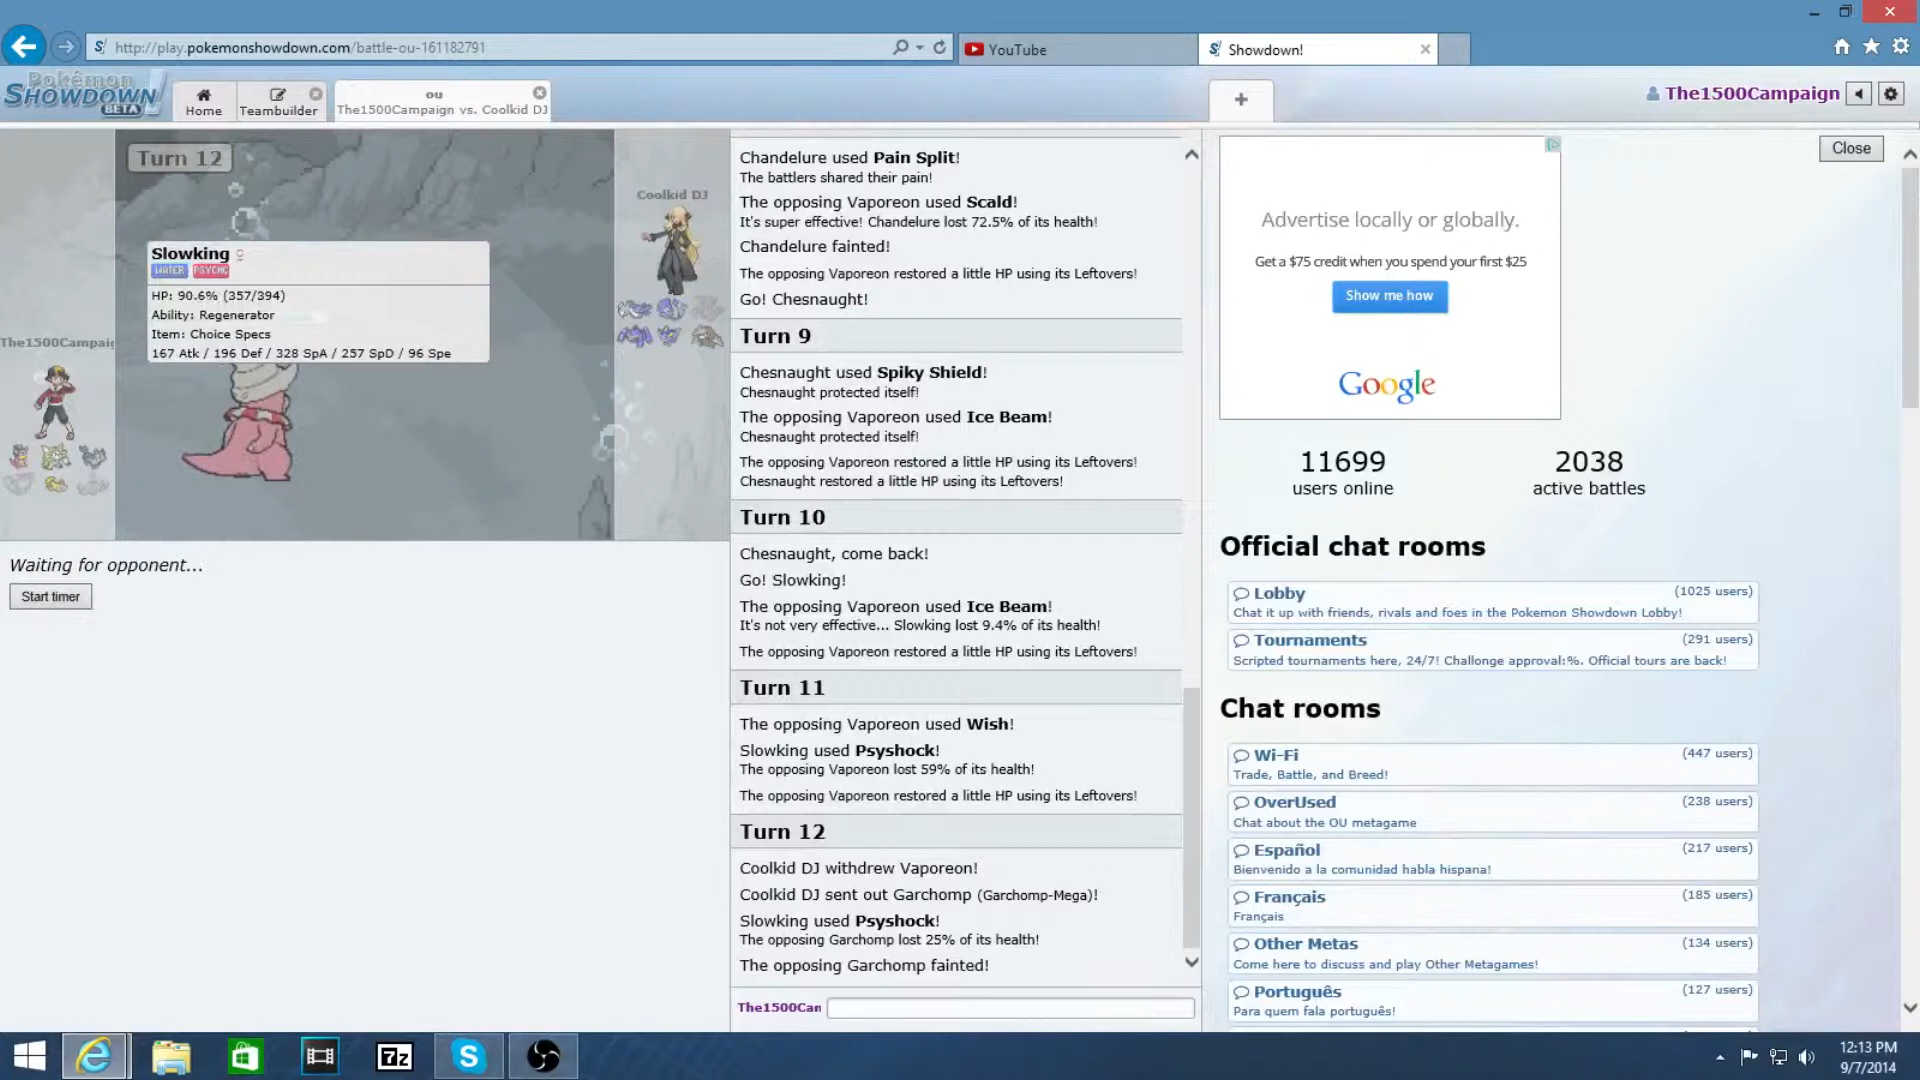 http://play.pokemonshowdown.com/battle-ou-161182791
YouTube
Showdown!
Pokémon
SHOWDOWN!
BETA
Home
Teambuilder
ou
The1500Campaign vs. Coolkid DJ
The1500Campaign
Turn 12
Slowking
WATER PSYCHC
HP: 90.6% (357/394)
Ability: Regenerator
Item: Choice Specs
167 Atk / 196 Def / 328 SpA / 257 SpD / 96 Spe
Coolkid DJ
The1500Campaig
Waiting for opponent...
Start timer
Chandelure used Pain Split!
The battlers shared their pain!
The opposing Vaporeon used Scald!
It's super effective! Chandelure lost 72.5% of its health!
Chandelure fainted!
The opposing Vaporeon restored a little HP using its Leftovers!
Go! Chesnaught!
Turn 9
Chesnaught used Spiky Shield!
Chesnaught protected itself!
The opposing Vaporeon used Ice Beam!
Chesnaught protected itself!
The opposing Vaporeon restored a little HP using its Leftovers!
Chesnaught restored a little HP using its Leftovers!
Turn 10
Chesnaught, come back!
Go! Slowking!
The opposing Vaporeon used Ice Beam!
It's not very effective... Slowking lost 9.4% of its health!
The opposing Vaporeon restored a little HP using its Leftovers!
Turn 11
The opposing Vaporeon used Wish!
Slowking used Psyshock!
The opposing Vaporeon lost 59% of its health!
The opposing Vaporeon restored a little HP using its Leftovers!
Turn 12
Coolkid DJ withdrew Vaporeon!
Coolkid DJ sent out Garchomp (Garchomp-Mega)!
Slowking used Psyshock!
The opposing Garchomp lost 25% of its health!
The opposing Garchomp fainted!
The1500Can
Close
Advertise locally or globally.
Get a $75 credit when you spend your first $25
Show me how
Google
11699
users online
2038
active battles
Official chat rooms
Lobby (1025 users)
Chat it up with friends, rivals and foes in the Pokemon Showdown Lobby!
Tournaments (291 users)
Scripted tournaments here, 24/7! Challonge approval:%. Official tours are back!
Chat rooms
Wi-Fi (447 users)
Trade, Battle, and Breed!
OverUsed (238 users)
Chat about the OU metagame
Español (217 users)
Bienvenido a la comunidad habla hispana!
Français (185 users)
Français
Other Metas (134 users)
Come here to discuss and play Other Metagames!
Português (127 users)
Para quem fala português!
7z
12:13 PM
9/7/2014